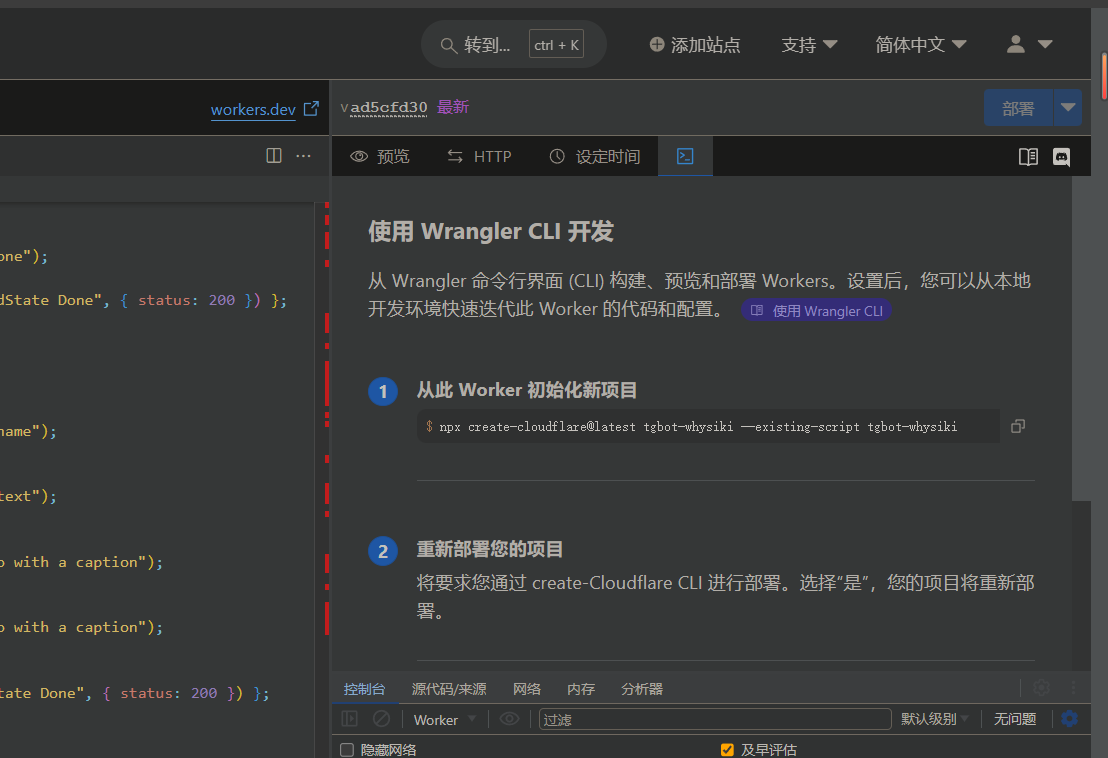 转到... ctrl + K 添加站点 支持 简体中文
workers.dev vad5cfd30 最新 部署
预览 HTTP 设定时间
使用 Wrangler CLI 开发
one");
从 Wrangler 命令行界面 (CLI) 构建、预览和部署 Workers。设置后，您可以从本地
dState Done", { status: 200 }) };
开发环境快速迭代此 Worker 的代码和配置。 使用 Wrangler CLI
1 从此 Worker 初始化新项目
name");
$ npx create-cloudflare@latest tgbot-whysiki —existing-script tgbot-whysiki
text");
2 重新部署您的项目
o with a caption");
将要求您通过 create-Cloudflare CLI 进行部署。选择“是”，您的项目将重新部
署。
o with a caption");
tate Done", { status: 200 }) };
控制台 源代码/来源 网络 内存 分析器
Worker 过滤 默认级别 无问题
隐藏网络 及早评估